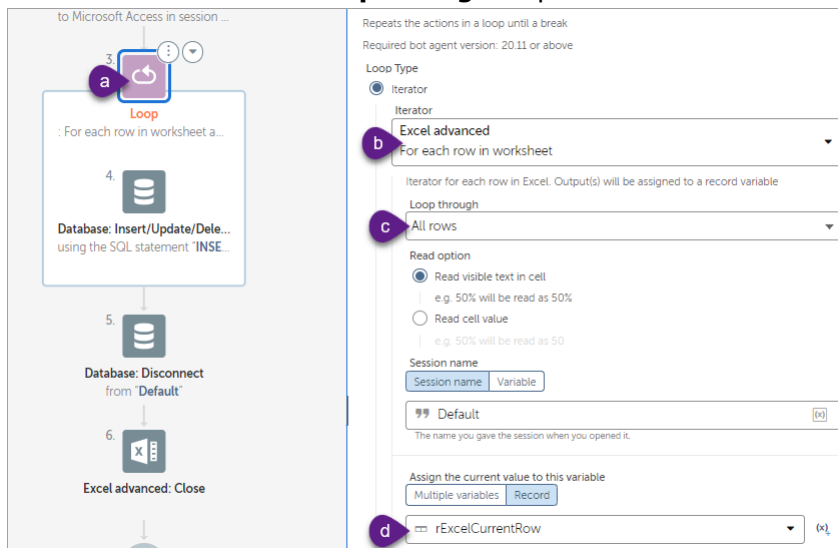 to Microsoft Access in session ...
3.
a
Loop
: For each row in worksheet a...
4.
Database: Insert/Update/Dele...
using the SQL statement "INSE...
5.
Database: Disconnect
from "Default"
6.
Excel advanced: Close
Repeats the actions in a loop until a break
Required bot agent version: 20.11 or above
Loop Type
Iterator
Iterator
b
Excel advanced
For each row in worksheet
Iterator for each row in Excel. Output(s) will be assigned to a record variable
Loop through
c
All rows
Read option
Read visible text in cell
e.g. 50% will be read as 50%
Read cell value
e.g. 50% will be read as 50
Session name
Session name Variable
Default (x)
The name you gave the session when you opened it.
Assign the current value to this variable
Multiple variables Record
d
rExcelCurrentRow (x)+